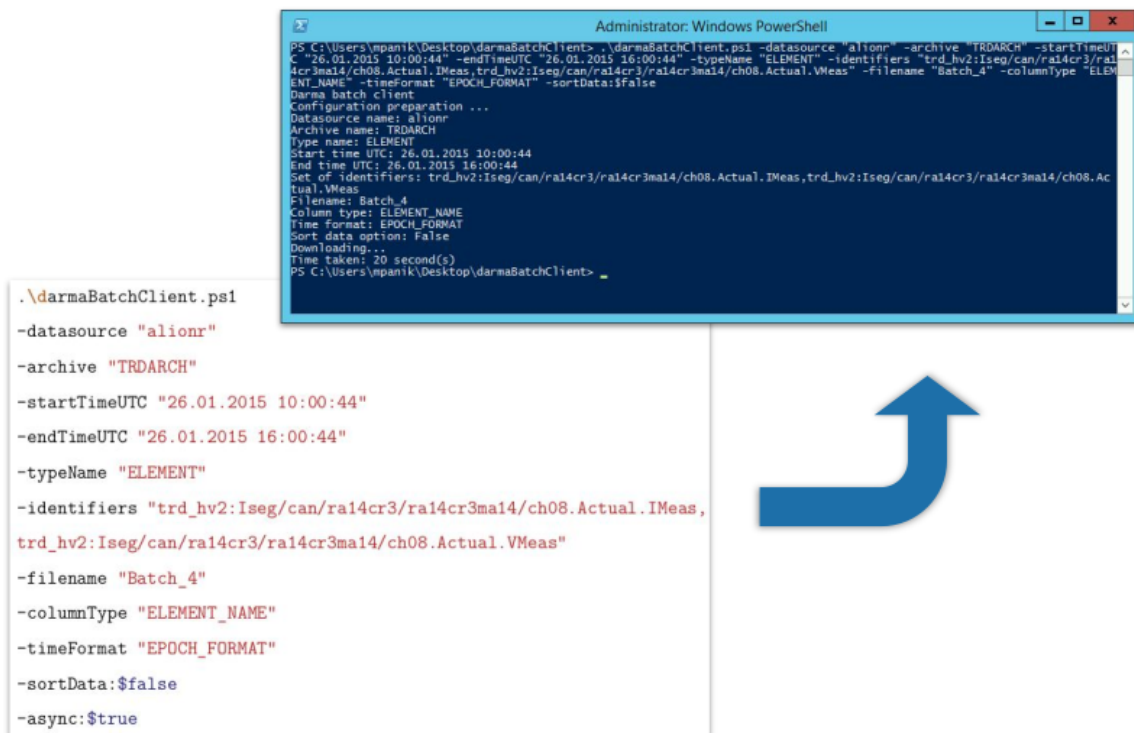 Administrator: Windows PowerShell
PS C:\Users\mpanik\Desktop\darmaBatchClient> .\darmaBatchClient.ps1 -datasource "alionr" -archive "TRDARCH" -startTimeUT
C "26.01.2015 10:00:44" -endTimeUTC "26.01.2015 16:00:44" -typeName "ELEMENT" -identifiers "trd_hv2:Iseg/can/ra14cr3/ra1
4cr3ma14/ch08.Actual.IMeas,trd_hv2:Iseg/can/ra14cr3/ra14cr3ma14/ch08.Actual.VMeas" -filename "Batch_4" -columnType "ELEM
ENT_NAME" -timeFormat "EPOCH_FORMAT" -sortData:$false
Darma batch client
Configuration preparation ...
Datasource name: alionr
Archive name: TRDARCH
Type name: ELEMENT
Start time UTC: 26.01.2015 10:00:44
End time UTC: 26.01.2015 16:00:44
Set of identifiers: trd_hv2:Iseg/can/ra14cr3/ra14cr3ma14/ch08.Actual.IMeas,trd_hv2:Iseg/can/ra14cr3/ra14cr3ma14/ch08.Ac
tual.VMeas
Filename: Batch_4
Column type: ELEMENT_NAME
Time format: EPOCH_FORMAT
Sort data option: False
Downloading...
Time taken: 20 second(s)
PS C:\Users\mpanik\Desktop\darmaBatchClient> _
.\darmaBatchClient.ps1
-datasource "alionr"
-archive "TRDARCH"
-startTimeUTC "26.01.2015 10:00:44"
-endTimeUTC "26.01.2015 16:00:44"
-typeName "ELEMENT"
-identifiers "trd_hv2:Iseg/can/ra14cr3/ra14cr3ma14/ch08.Actual.IMeas,
trd_hv2:Iseg/can/ra14cr3/ra14cr3ma14/ch08.Actual.VMeas"
-filename "Batch_4"
-columnType "ELEMENT_NAME"
-timeFormat "EPOCH_FORMAT"
-sortData:$false
-async:$true